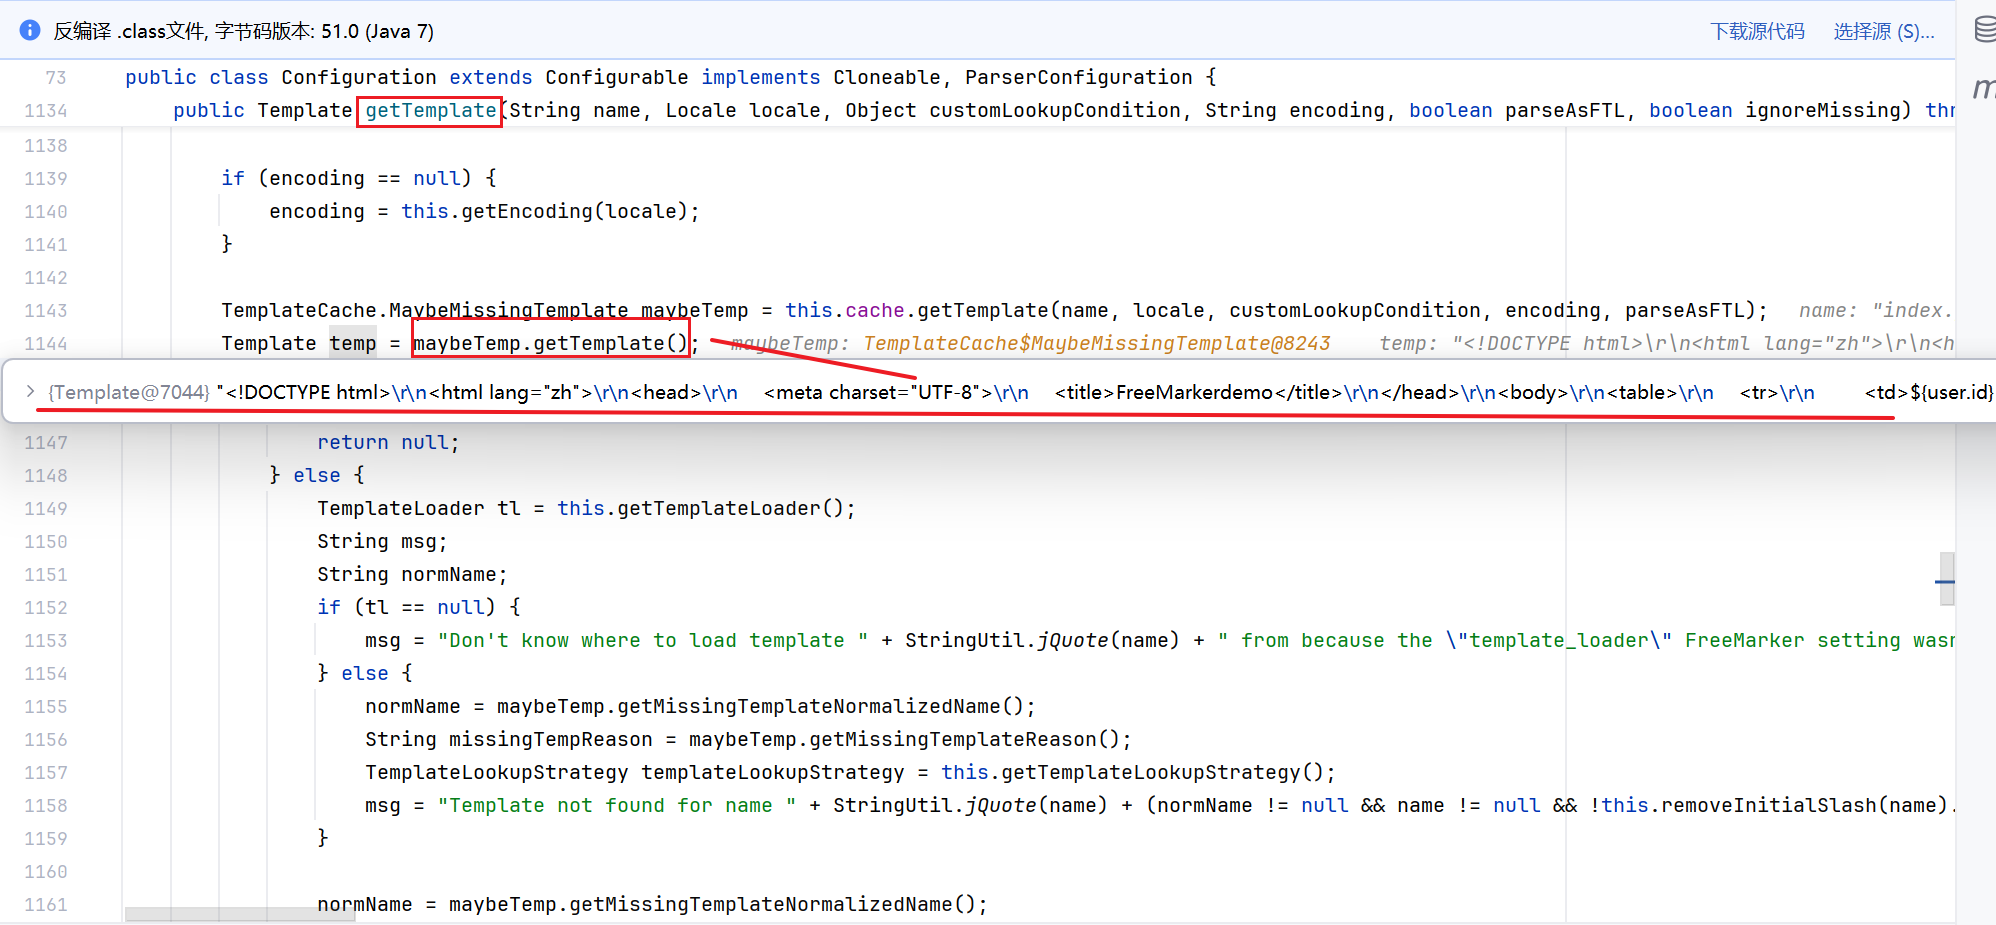 反编译 .class文件, 字节码版本: 51.0 (Java 7) 下载源代码 选择源 (S)...
73 public class Configuration extends Configurable implements Cloneable, ParserConfiguration {
1134 public Template getTemplate(String name, Locale locale, Object customLookupCondition, String encoding, boolean parseAsFTL, boolean ignoreMissing) thr
1138
1139 if (encoding == null) {
1140 encoding = this.getEncoding(locale);
1141 }
1142
1143 TemplateCache.MaybeMissingTemplate maybeTemp = this.cache.getTemplate(name, locale, customLookupCondition, encoding, parseAsFTL); name: "index.
1144 Template temp = maybeTemp.getTemplate(); maybeTemp: TemplateCache$MaybeMissingTemplate@8243 temp: "<!DOCTYPE html>\r\n<html lang="zh">\r\n<h
{Template@7044} "<!DOCTYPE html>\r\n<html lang="zh">\r\n<head>\r\n <meta charset="UTF-8">\r\n <title>FreeMarkerdemo</title>\r\n</head>\r\n<body>\r\n<table>\r\n <tr>\r\n <td>${user.id}
1147 return null;
1148 } else {
1149 TemplateLoader tl = this.getTemplateLoader();
1150 String msg;
1151 String normName;
1152 if (tl == null) {
1153 msg = "Don't know where to load template " + StringUtil.jQuote(name) + " from because the \"template_loader\" FreeMarker setting wasn
1154 } else {
1155 normName = maybeTemp.getMissingTemplateNormalizedName();
1156 String missingTempReason = maybeTemp.getMissingTemplateReason();
1157 TemplateLookupStrategy templateLookupStrategy = this.getTemplateLookupStrategy();
1158 msg = "Template not found for name " + StringUtil.jQuote(name) + (normName != null && name != null && !this.removeInitialSlash(name).
1159 }
1160
1161 normName = maybeTemp.getMissingTemplateNormalizedName();